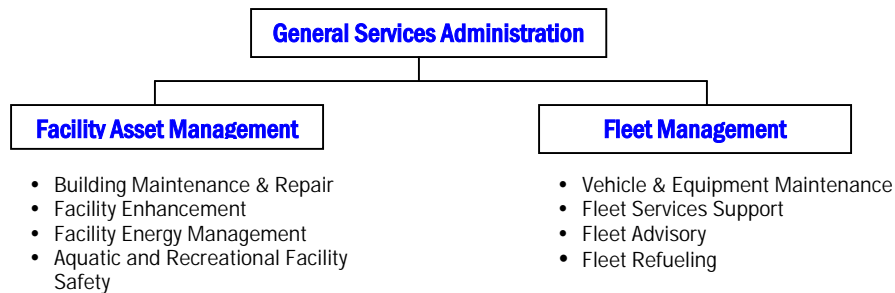 General Services Administration
Facility Asset Management
Fleet Management
• Building Maintenance & Repair
• Facility Enhancement
• Facility Energy Management
• Aquatic and Recreational Facility
Safety
• Vehicle & Equipment Maintenance
• Fleet Services Support
• Fleet Advisory
• Fleet Refueling